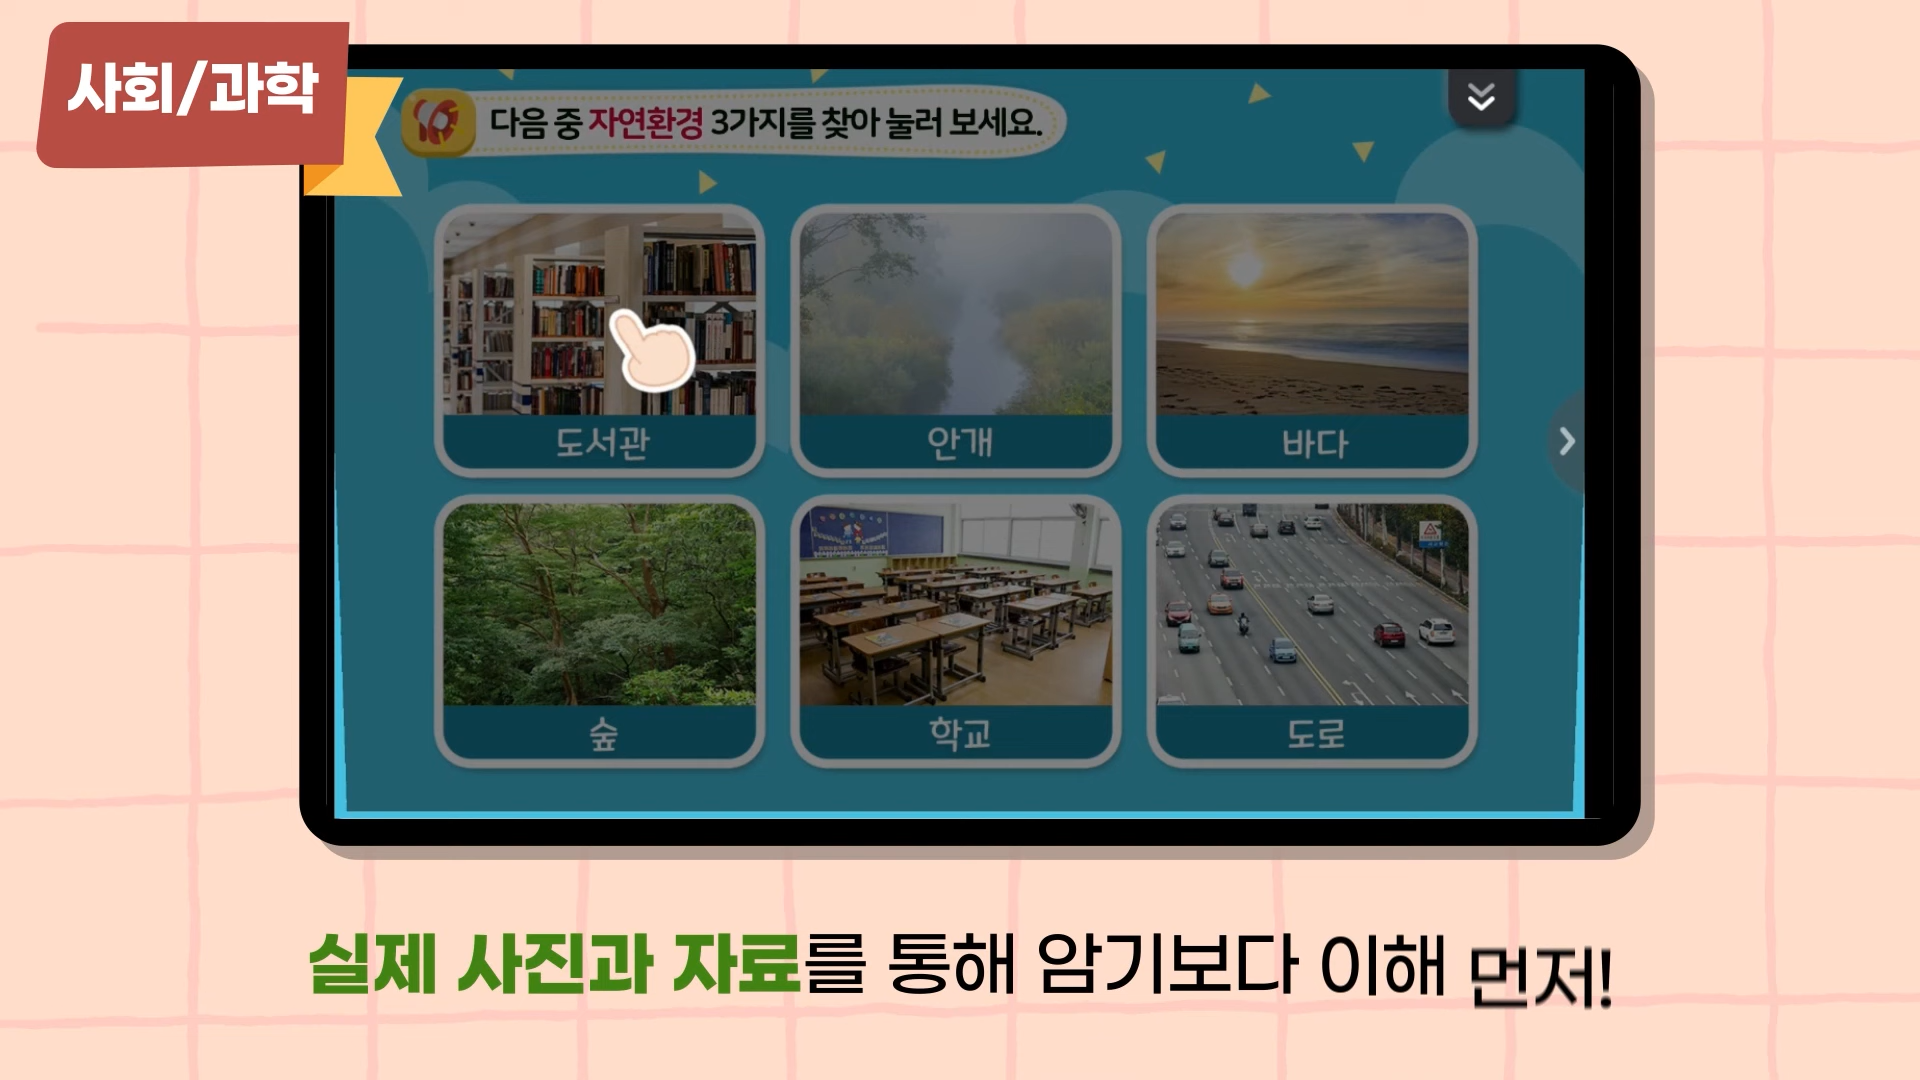 사회/과학
다음 중 자연환경 3가지를 찾아 눌러 보세요.
도서관
안개
바다
숲
학교
도로
실제 사진과 자료를 통해 암기보다 이해 먼저!